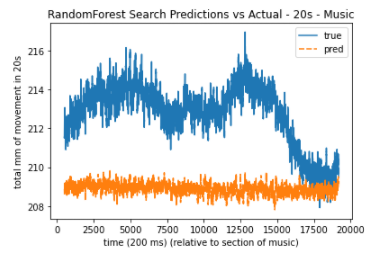 RandomForest Search Predictions vs Actual - 20s - Music
true
pred
total mm of movement in 20s
216
214
212
210
208
0 2500 5000 7500 10000 12500 15000 17500 20000
time (200 ms) (relative to section of music)